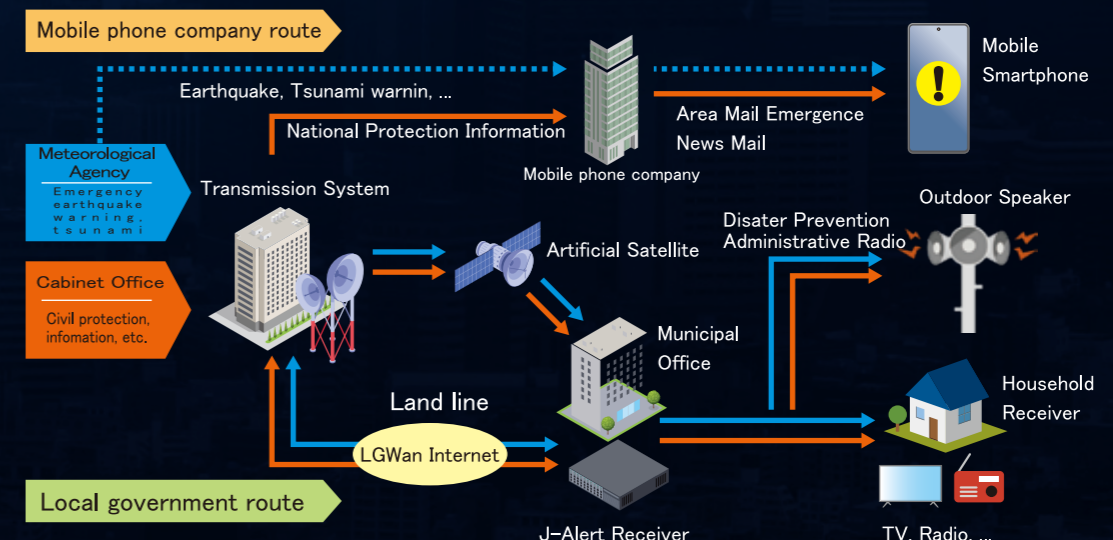 Mobile phone company route
Earthquake, Tsunami warnin, ...
National Protection Information
Mobile phone company
Area Mail Emergence
News Mail
Mobile
Smartphone
Meteorological
Agency
Emergency
earthquake
warning.
tsunami
Transmission System
Cabinet Office
Civil protection,
infomation, etc.
Artificial Satellite
Municipal
Office
Disater Prevention
Administrative Radio
Outdoor Speaker
Household
Receiver
Land line
LGWan Internet
Local government route
J-Alert Receiver
TV, Radio, ...